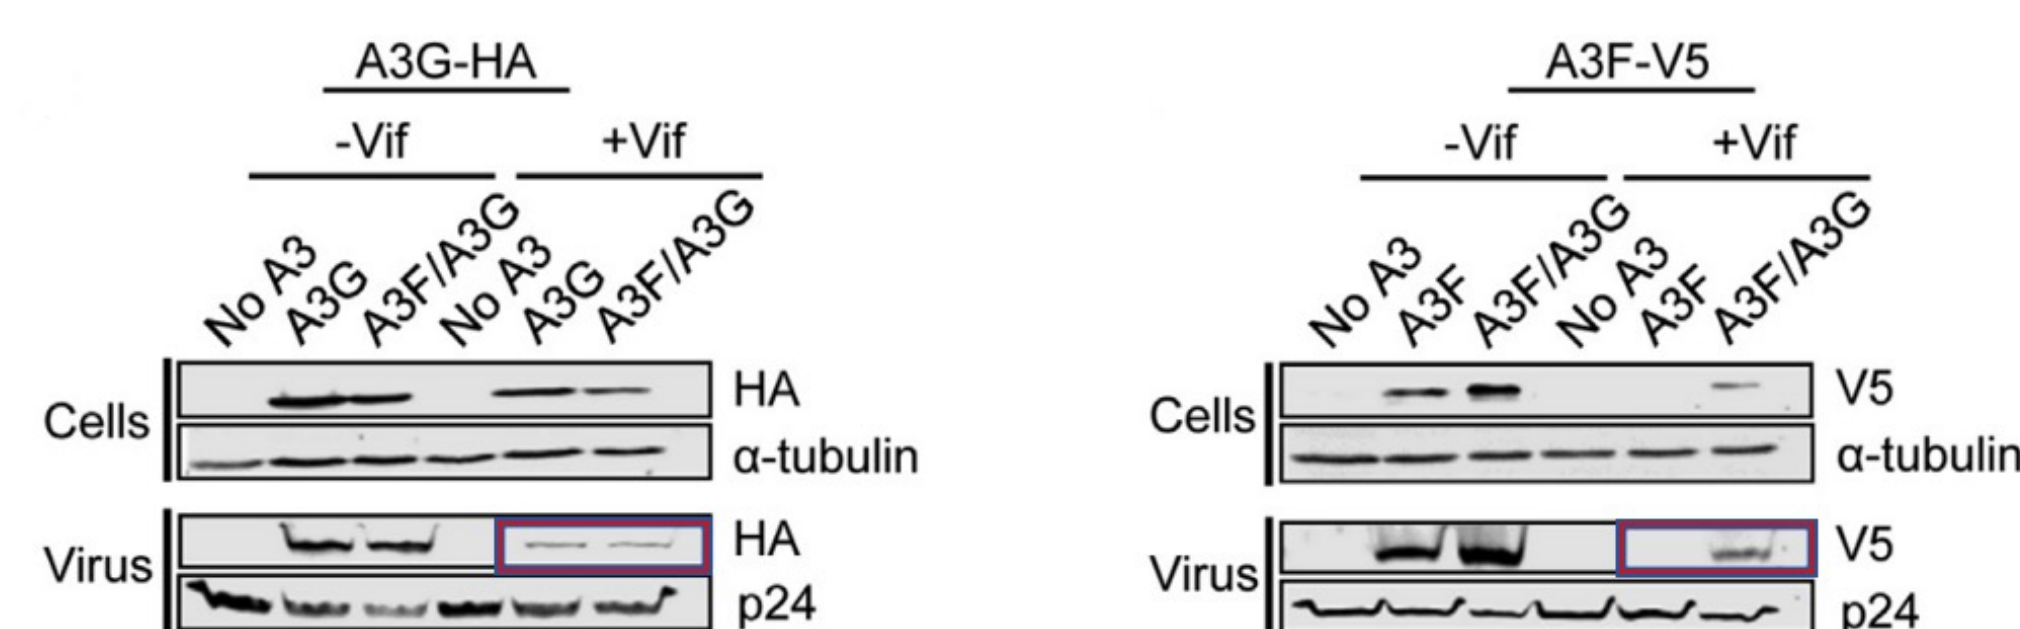 A3G-HA
-Vif +Vif
No A3 A3G A3F/A3G No A3 A3G A3F/A3G
Cells
HA
α-tubulin
Virus
HA
p24
A3F-V5
-Vif +Vif
No A3 A3F A3F/A3G No A3 A3F A3F/A3G
Cells
V5
α-tubulin
Virus
V5
p24